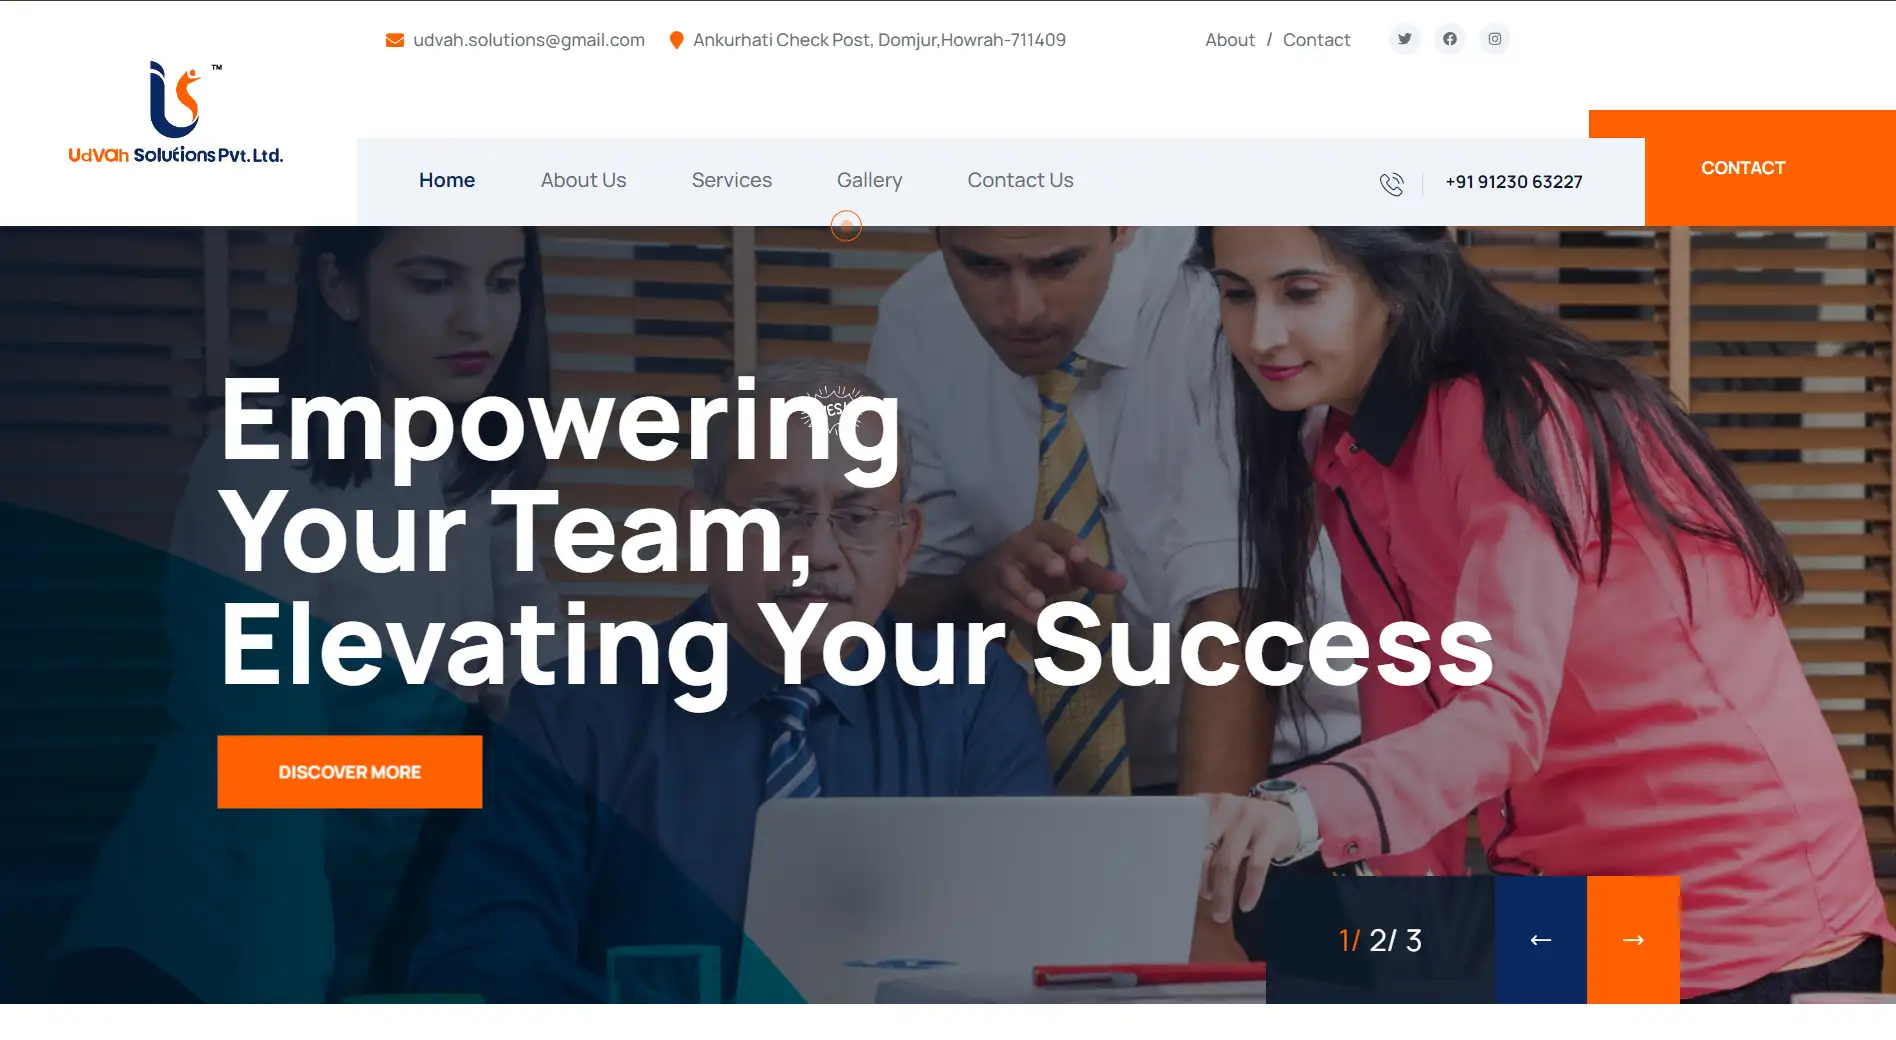 udvah.solutions@gmail.com
Ankurhati Check Post, Domjur,Howrah-711409
About / Contact
TM
UdVah Solutions Pvt. Ltd.
Home
About Us
Services
Gallery
Contact Us
+91 91230 63227
CONTACT
Empowering
Your Team,
Elevating Your Success
DISCOVER MORE
1/ 2/ 3